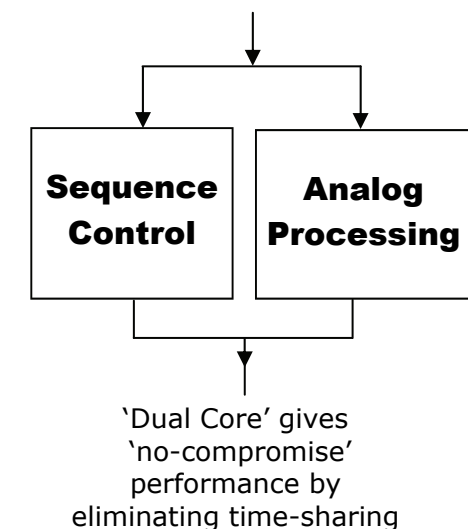 Sequence
Control
Analog
Processing
‘Dual Core’ gives
‘no-compromise’
performance by
eliminating time-sharing